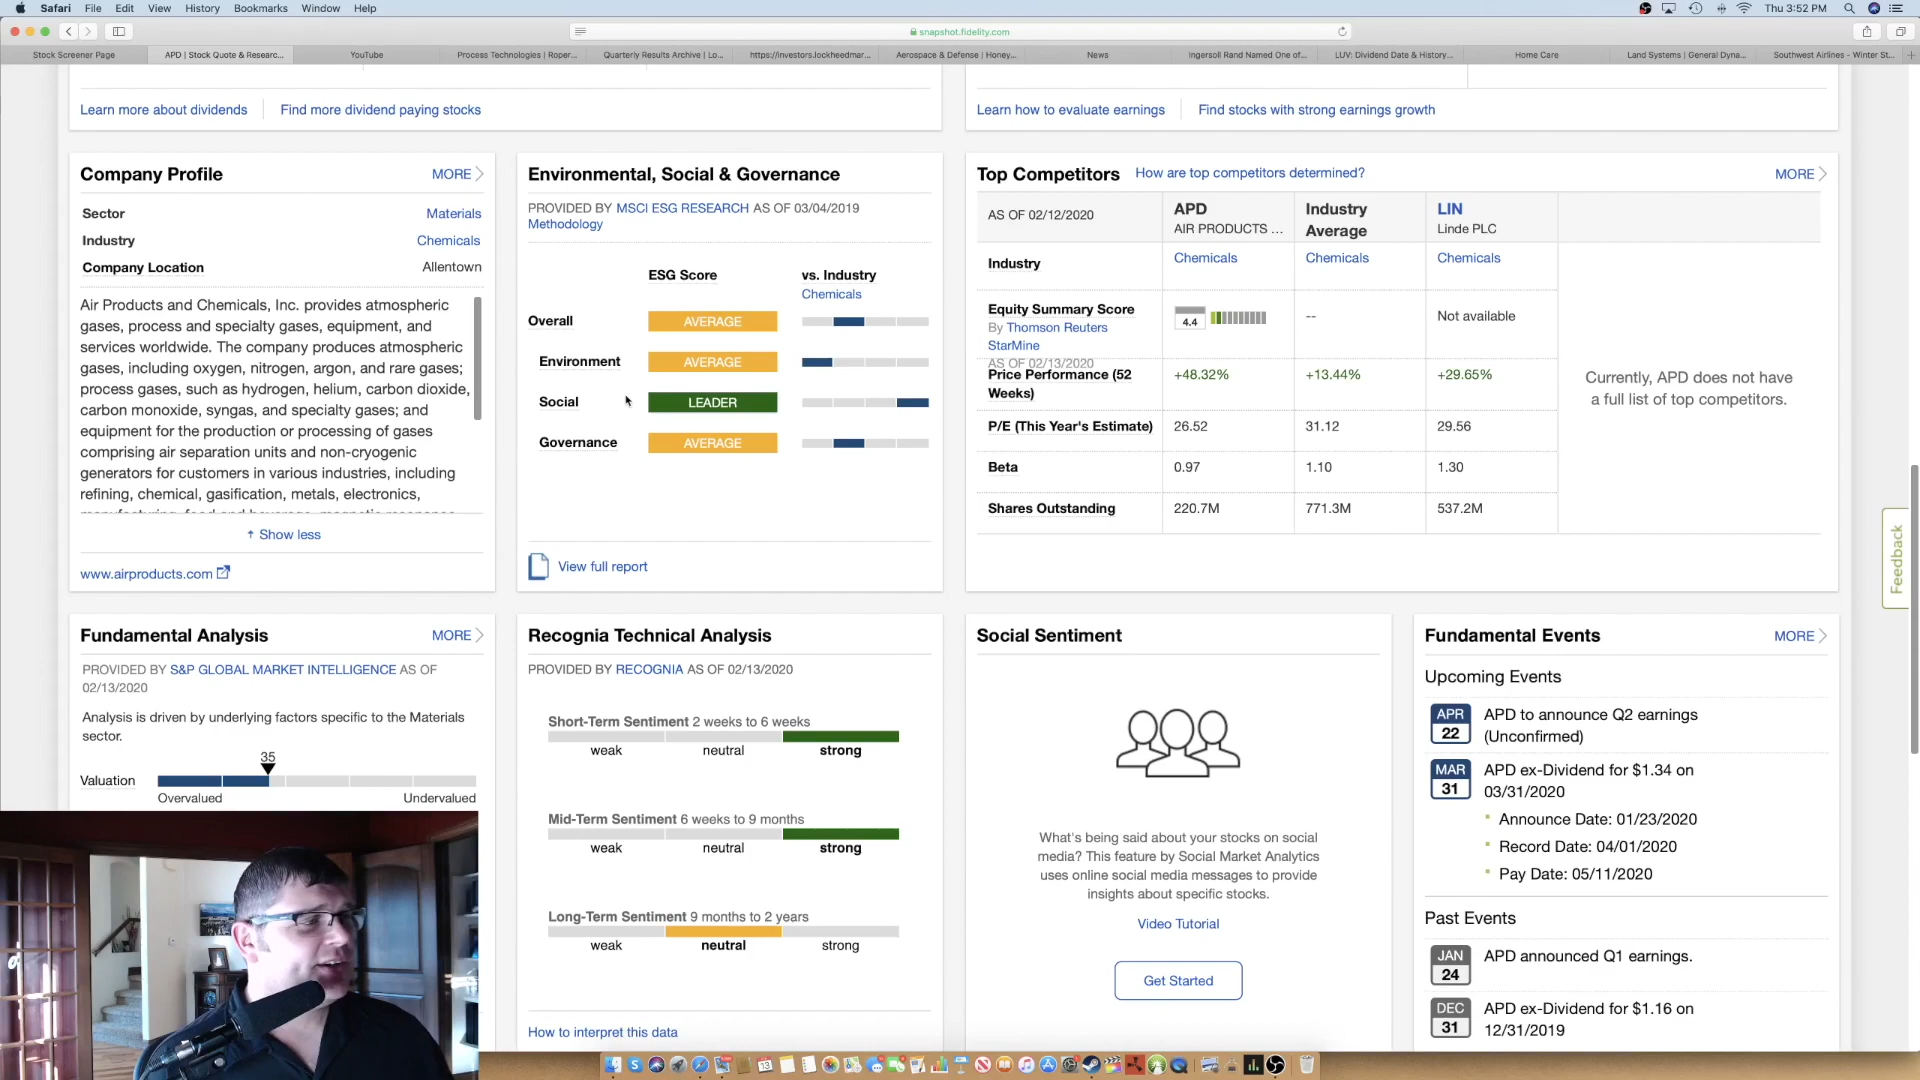 Safari File Edit View History Bookmarks Window Help
Thu 3:52 PM
snapshot.fidelity.com
Stock Screener Page
APD | Stock Quote & Researc...
YouTube
Process Technologies | Roper...
Quarterly Results Archive | Lo...
https://investors.lockheedmar...
Aerospace & Defense | Honey...
News
Ingersoll Rand Named One of...
LUV: Dividend Date & History...
Home Care
Land Systems | General Dyna...
Southwest Airlines - Winter St...
Learn more about dividends
Find more dividend paying stocks
Learn how to evaluate earnings
Find stocks with strong earnings growth
Company Profile
MORE
Sector
Materials
Industry
Chemicals
Company Location
Allentown
Air Products and Chemicals, Inc. provides atmospheric
gases, process and specialty gases, equipment, and
services worldwide. The company produces atmospheric
gases, including oxygen, nitrogen, argon, and rare gases;
process gases, such as hydrogen, helium, carbon dioxide,
carbon monoxide, syngas, and specialty gases; and
equipment for the production or processing of gases
comprising air separation units and non-cryogenic
generators for customers in various industries, including
refining, chemical, gasification, metals, electronics,
Show less
www.airproducts.com
Environmental, Social & Governance
PROVIDED BY MSCI ESG RESEARCH AS OF 03/04/2019
Methodology
ESG Score
vs. Industry
Chemicals
Overall
AVERAGE
Environment
AVERAGE
Social
LEADER
Governance
AVERAGE
View full report
Top Competitors
How are top competitors determined?
MORE
AS OF 02/12/2020
APD
AIR PRODUCTS ...
Industry
Average
LIN
Linde PLC
Industry
Chemicals
Chemicals
Chemicals
Equity Summary Score
By Thomson Reuters
StarMine
AS OF 02/13/2020
4.4
--
Not available
Price Performance (52
Weeks)
+48.32%
+13.44%
+29.65%
P/E (This Year's Estimate)
26.52
31.12
29.56
Beta
0.97
1.10
1.30
Shares Outstanding
220.7M
771.3M
537.2M
Currently, APD does not have
a full list of top competitors.
Feedback
Fundamental Analysis
MORE
PROVIDED BY S&P GLOBAL MARKET INTELLIGENCE AS OF
02/13/2020
Analysis is driven by underlying factors specific to the Materials
sector.
35
Valuation
Overvalued
Undervalued
Recognia Technical Analysis
PROVIDED BY RECOGNIA AS OF 02/13/2020
Short-Term Sentiment 2 weeks to 6 weeks
weak neutral strong
Mid-Term Sentiment 6 weeks to 9 months
weak neutral strong
Long-Term Sentiment 9 months to 2 years
weak neutral strong
How to interpret this data
Social Sentiment
What's being said about your stocks on social
media? This feature by Social Market Analytics
uses online social media messages to provide
insights about specific stocks.
Video Tutorial
Get Started
Fundamental Events
MORE
Upcoming Events
APR
22
APD to announce Q2 earnings
(Unconfirmed)
MAR
31
APD ex-Dividend for $1.34 on
03/31/2020
Announce Date: 01/23/2020
Record Date: 04/01/2020
Pay Date: 05/11/2020
Past Events
JAN
24
APD announced Q1 earnings.
DEC
31
APD ex-Dividend for $1.16 on
12/31/2019